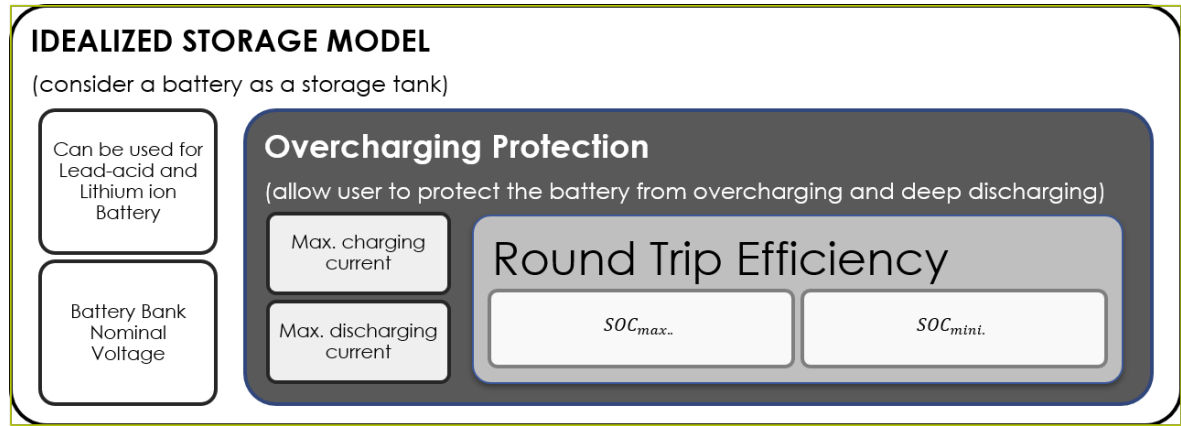 IDEALIZED STORAGE MODEL
(consider a battery as a storage tank)
Can be used for
Lead-acid and
Lithium ion
Battery
Battery Bank
Nominal
Voltage
Overcharging Protection
(allow user to protect the battery from overcharging and deep discharging)
Max. charging
current
Max. discharging
current
Round Trip Efficiency
SOCmax..
SOCmini.